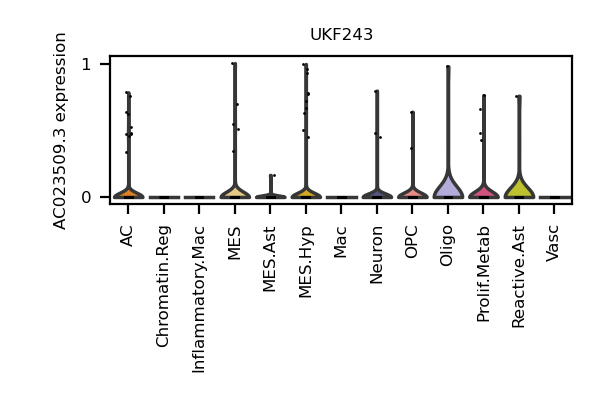 UKF243
AC023509.3 expression
1
0
AC
Chromatin.Reg
Inflammatory.Mac
MES
MES.Ast
MES.Hyp
Mac
Neuron
OPC
Oligo
Prolif.Metab
Reactive.Ast
Vasc